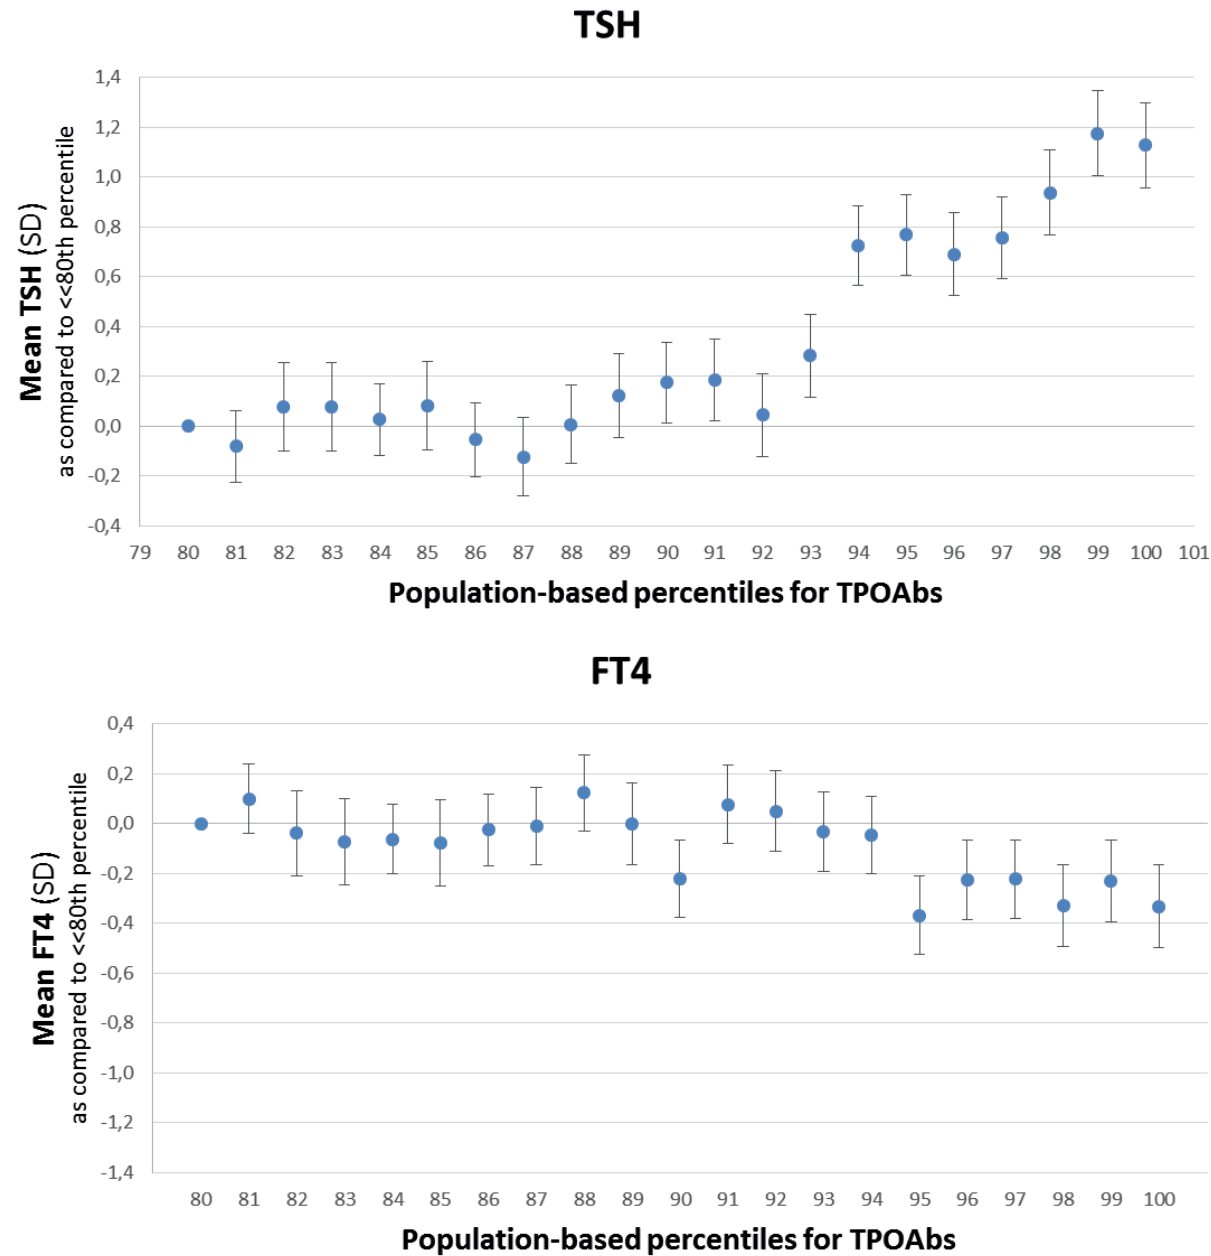 TSH
Mean TSH (SD)
as compared to <<80th percentile
1,4
1,2
1,0
0,8
0,6
0,4
0,2
0,0
-0,2
-0,4
79 80 81 82 83 84 85 86 87 88 89 90 91 92 93 94 95 96 97 98 99 100 101
Population-based percentiles for TPOAbs
FT4
Mean FT4 (SD)
as compared to <<80th percentile
0,4
0,2
0,0
-0,2
-0,4
-0,6
-0,8
-1,0
-1,2
-1,4
80 81 82 83 84 85 86 87 88 89 90 91 92 93 94 95 96 97 98 99 100
Population-based percentiles for TPOAbs